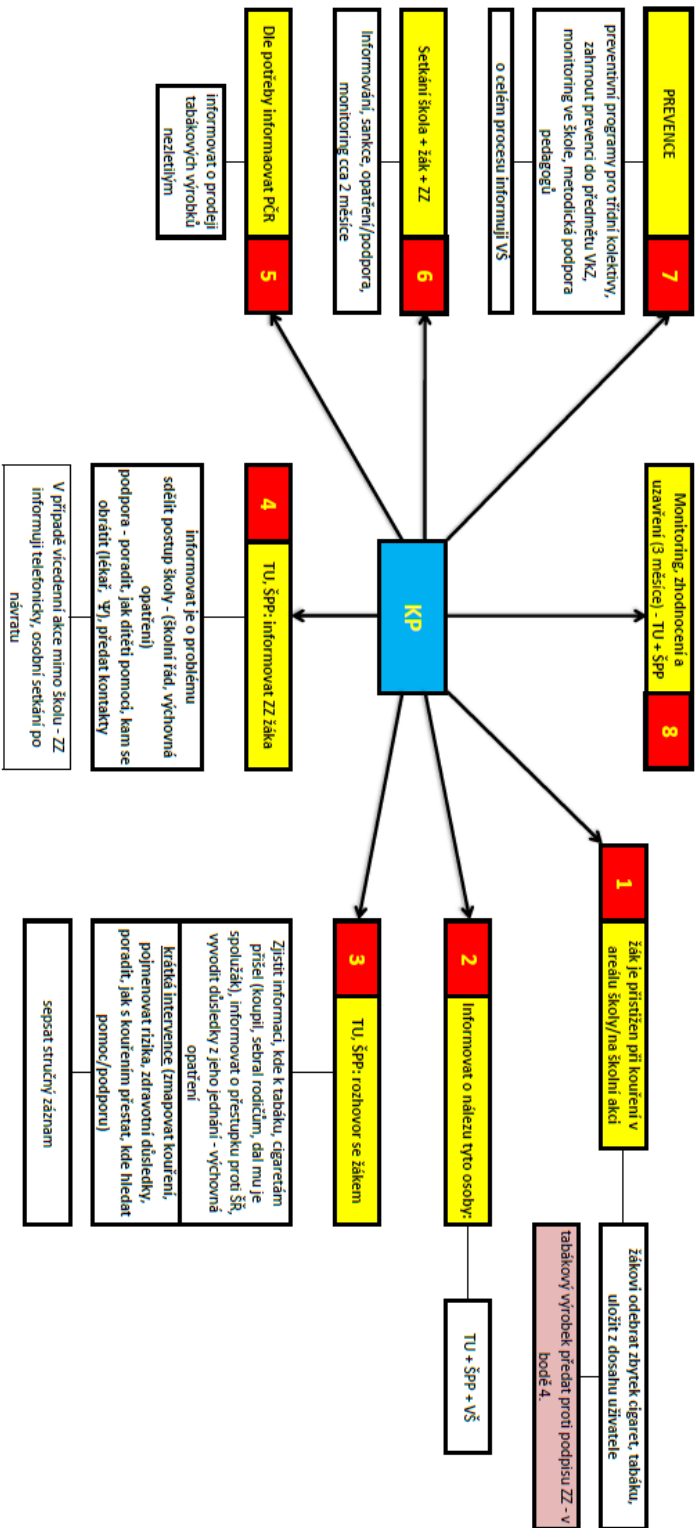 KP
1
žák je přistižen při kouření v
areálu školy/na školní akci
žákovi odebrat zbytek cigaret, tabáku,
uložit z dosahu uživatele
tabákový výrobek předat proti podpisu ZZ - v
bodě 4.
2
Informovat o nálezu tyto osoby:
TU + ŠPP + VŠ
3
TU, ŠPP: rozhovor se žákem
Zjistit informaci, kde k tabáku, cigaretám
přišel (koupil, sebral rodičům, dal mu je
spolužák), informovat o přestupku proti ŠŘ,
vyvodit důsledky z jeho jednání - výchovná
opatření
krátká intervence (zmapovat kouření,
pojmenovat rizika, zdravotní důsledky,
poradit, jak s kouřením přestat, kde hledat
pomoc/podporu)
sepsat stručný záznam
4
TU, ŠPP: informovat ZZ žáka
informovat je o problému
sdělit postup školy - (školní řád, výchovná
opatření)
podpora - poradit, jak dítěti pomoci, kam se
obrátit (lékař, Ψ), předat kontakty
V případě vícedenní akce mimo školu - ZZ
informuji telefonicky, osobní setkání po
návratu
Dle potřeby informaovat PČR
5
informovat o prodeji
tabákových výrobků
nezletilým
Setkání škola + žák + ZZ
6
Informování, sankce, opatření/podpora,
monitoring cca 2 měsíce
PREVENCE
7
preventivní programy pro třídní kolektivy,
zahrnout prevenci do předmětu VkZ,
monitoring ve škole, metodická podpora
pedagogů
o celém procesu informuji VŠ
Monitoring, zhodnocení a
uzavření (3 měsíce) - TU + ŠPP
8